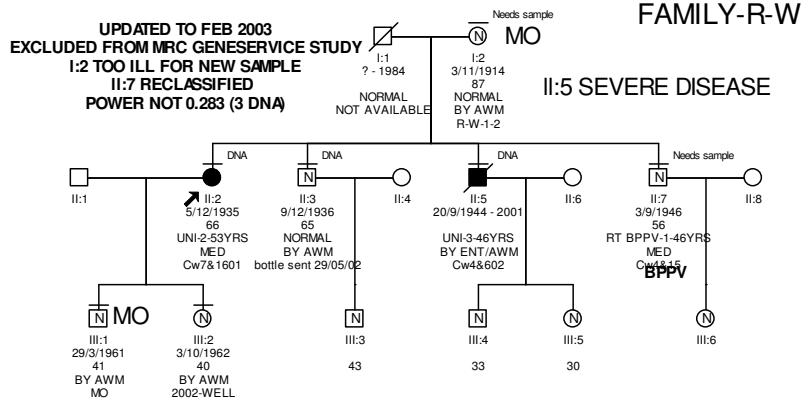 FAMILY-R-W
UPDATED TO FEB 2003
EXCLUDED FROM MRC GENESERVICE STUDY
I:2 TOO ILL FOR NEW SAMPLE
II:7 RECLASSIFIED
POWER NOT 0.283 (3 DNA)
I:1
? - 1984
NORMAL
NOT AVAILABLE
Needs sample
N
MO
I:2
3/11/1914
87
NORMAL
BY AWM
R-W-1-2
II:5 SEVERE DISEASE
II:1
DNA
II:2
5/12/1935
66
UNI-2-53YRS
MED
Cw7&1601
DNA
N
II:3
9/12/1936
65
NORMAL
BY AWM
bottle sent 29/05/02
II:4
DNA
II:5
20/9/1944 - 2001
UNI-3-46YRS
BY ENT/AWM
Cw4&602
II:6
Needs sample
N
II:7
3/9/1946
56
RT BPPV-1-46YRS
MED
Cw4&15
BPPV
II:8
N
MO
III:1
29/3/1961
41
BY AWM
MO
N
III:2
3/10/1962
40
BY AWM
2002-WELL
N
III:3
43
N
III:4
33
N
III:5
30
N
III:6